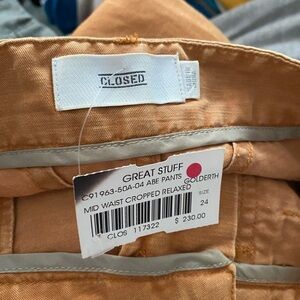 CLOSED
GREAT STUFF
C91963-50A-04 ABE PANTS GOLDERTH
MID WAIST CROPPED RELAXED
SIZE
24
CLOS 117322 $ 230.00